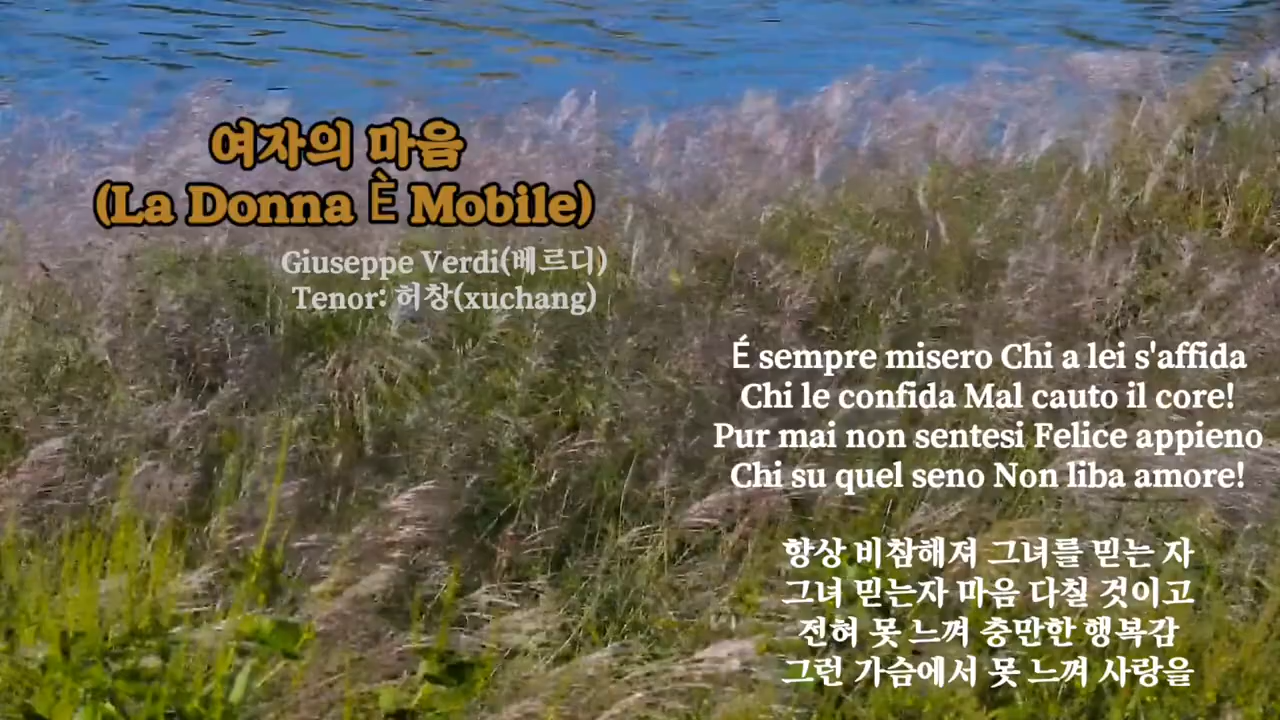 여자의 마음
(La Donna È Mobile)
Giuseppe Verdi(베르디)
Tenor: 허창(xuchang)
É sempre misero Chi a lei s'affida
Chi le confida Mal cauto il core!
Pur mai non sentesi Felice appieno
Chi su quel seno Non liba amore!
항상 비참해져 그녀를 믿는 자
그녀 믿는자 마음 다칠 것이고
전혀 못 느껴 충만한 행복감
그런 가슴에서 못 느껴 사랑을